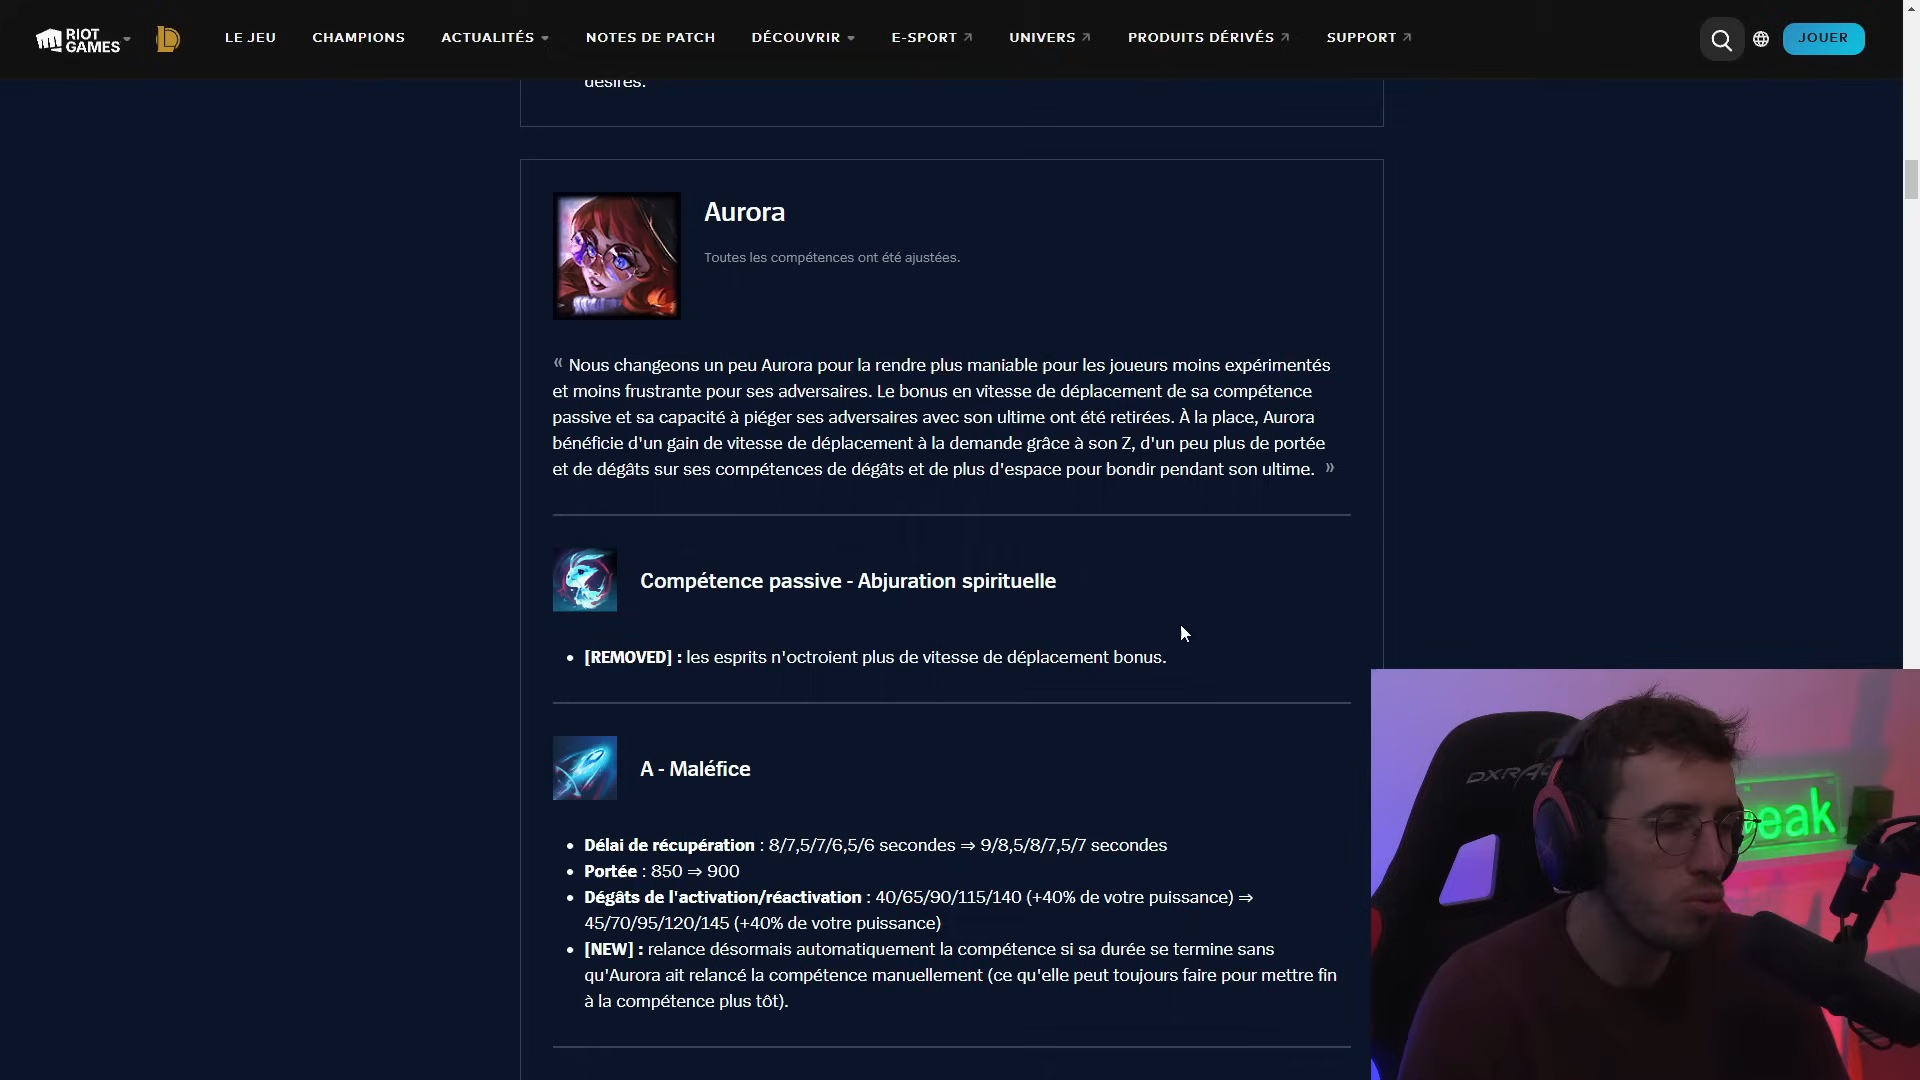 RIOT GAMES
LE JEU
CHAMPIONS
ACTUALITÉS
NOTES DE PATCH
DÉCOUVRIR
E-SPORT
UNIVERS
PRODUITS DÉRIVÉS
SUPPORT
JOUER
désirés.
Aurora
Toutes les compétences ont été ajustées.
« Nous changeons un peu Aurora pour la rendre plus maniable pour les joueurs moins expérimentés
et moins frustrante pour ses adversaires. Le bonus en vitesse de déplacement de sa compétence
passive et sa capacité à piéger ses adversaires avec son ultime ont été retirées. À la place, Aurora
bénéficie d'un gain de vitesse de déplacement à la demande grâce à son Z, d'un peu plus de portée
et de dégâts sur ses compétences de dégâts et de plus d'espace pour bondir pendant son ultime. »
Compétence passive - Abjuration spirituelle
• [REMOVED] : les esprits n'octroient plus de vitesse de déplacement bonus.
A - Maléfice
• Délai de récupération : 8/7,5/7/6,5/6 secondes ⇒ 9/8,5/8/7,5/7 secondes
• Portée : 850 ⇒ 900
• Dégâts de l'activation/réactivation : 40/65/90/115/140 (+40% de votre puissance) ⇒
45/70/95/120/145 (+40% de votre puissance)
• [NEW] : relance désormais automatiquement la compétence si sa durée se termine sans
qu'Aurora ait relancé la compétence manuellement (ce qu'elle peut toujours faire pour mettre fin
à la compétence plus tôt).